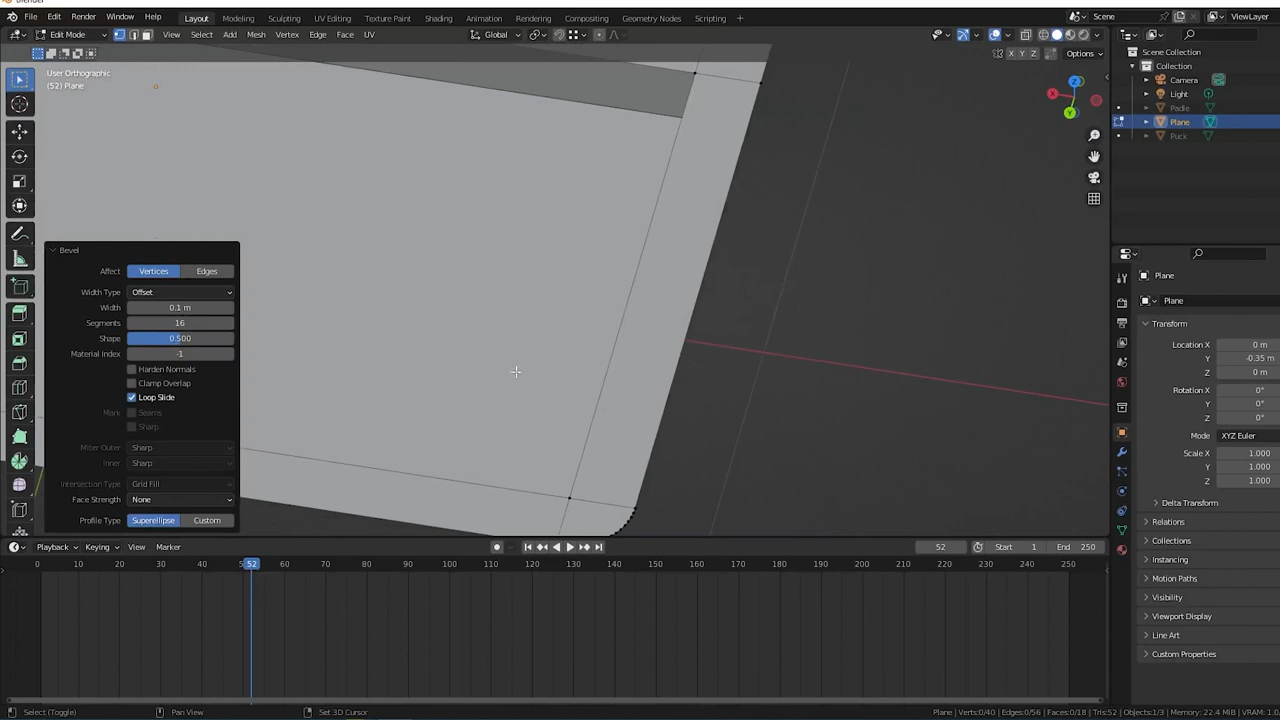 Blender
File Edit Render Window Help Layout Modeling Sculpting UV Editing Texture Paint Shading Animation Rendering Compositing Geometry Nodes Scripting Scene ViewLayer
Edit Mode View Select Add Mesh Vertex Edge Face UV Global
X Y Z Options
User Orthographic
(52) Plane
Z
X
Y
Scene Collection
Collection
Camera
Light
Padle
Plane
Puck
Bevel
Affect Vertices Edges
Width Type Offset
Width 0.1 m
Segments 16
Shape 0.500
Material Index -1
Harden Normals
Clamp Overlap
Loop Slide
Mark Seams
Sharp
Miter Outer Sharp
Inner Sharp
Intersection Type Grid Fill
Face Strength None
Profile Type Superellipse Custom
Plane
Plane
Transform
Location X 0 m
Y -0.35 m
Z 0 m
Rotation X 0°
Y 0°
Z 0°
Mode XYZ Euler
Scale X 1.000
Y 1.000
Z 1.000
Delta Transform
Relations
Collections
Instancing
Motion Paths
Visibility
Viewport Display
Line Art
Custom Properties
Playback Keying View Marker 52 Start 1 End 250
0 10 20 30 40 5 52 60 70 80 90 100 110 120 130 140 150 160 170 180 190 200 210 220 230 240 250
Select (Toggle) Pan View Set 3D Cursor Plane | Verts:0/40 | Edges:0/56 | Faces:0/18 | Tris:52 | Objects:1/3 | Memory: 22.4 MiB | VRAM: 1.0